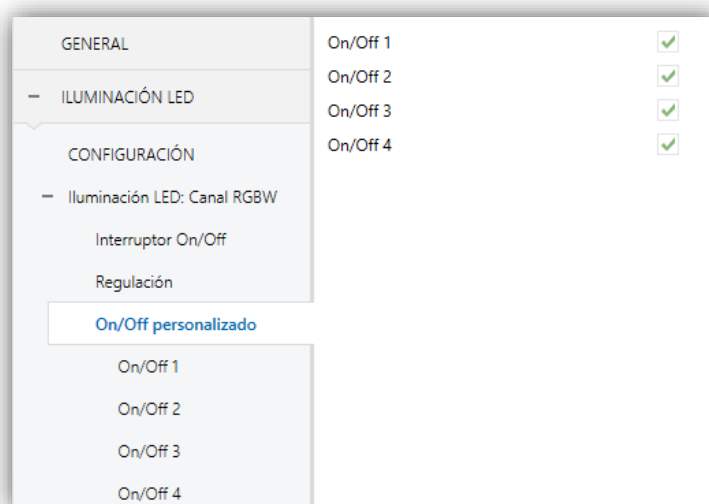 GENERAL
ILUMINACIÓN LED
CONFIGURACIÓN
Iluminación LED: Canal RGBW
Interruptor On/Off
Regulación
On/Off personalizado
On/Off 1
On/Off 2
On/Off 3
On/Off 4
On/Off 1
On/Off 2
On/Off 3
On/Off 4